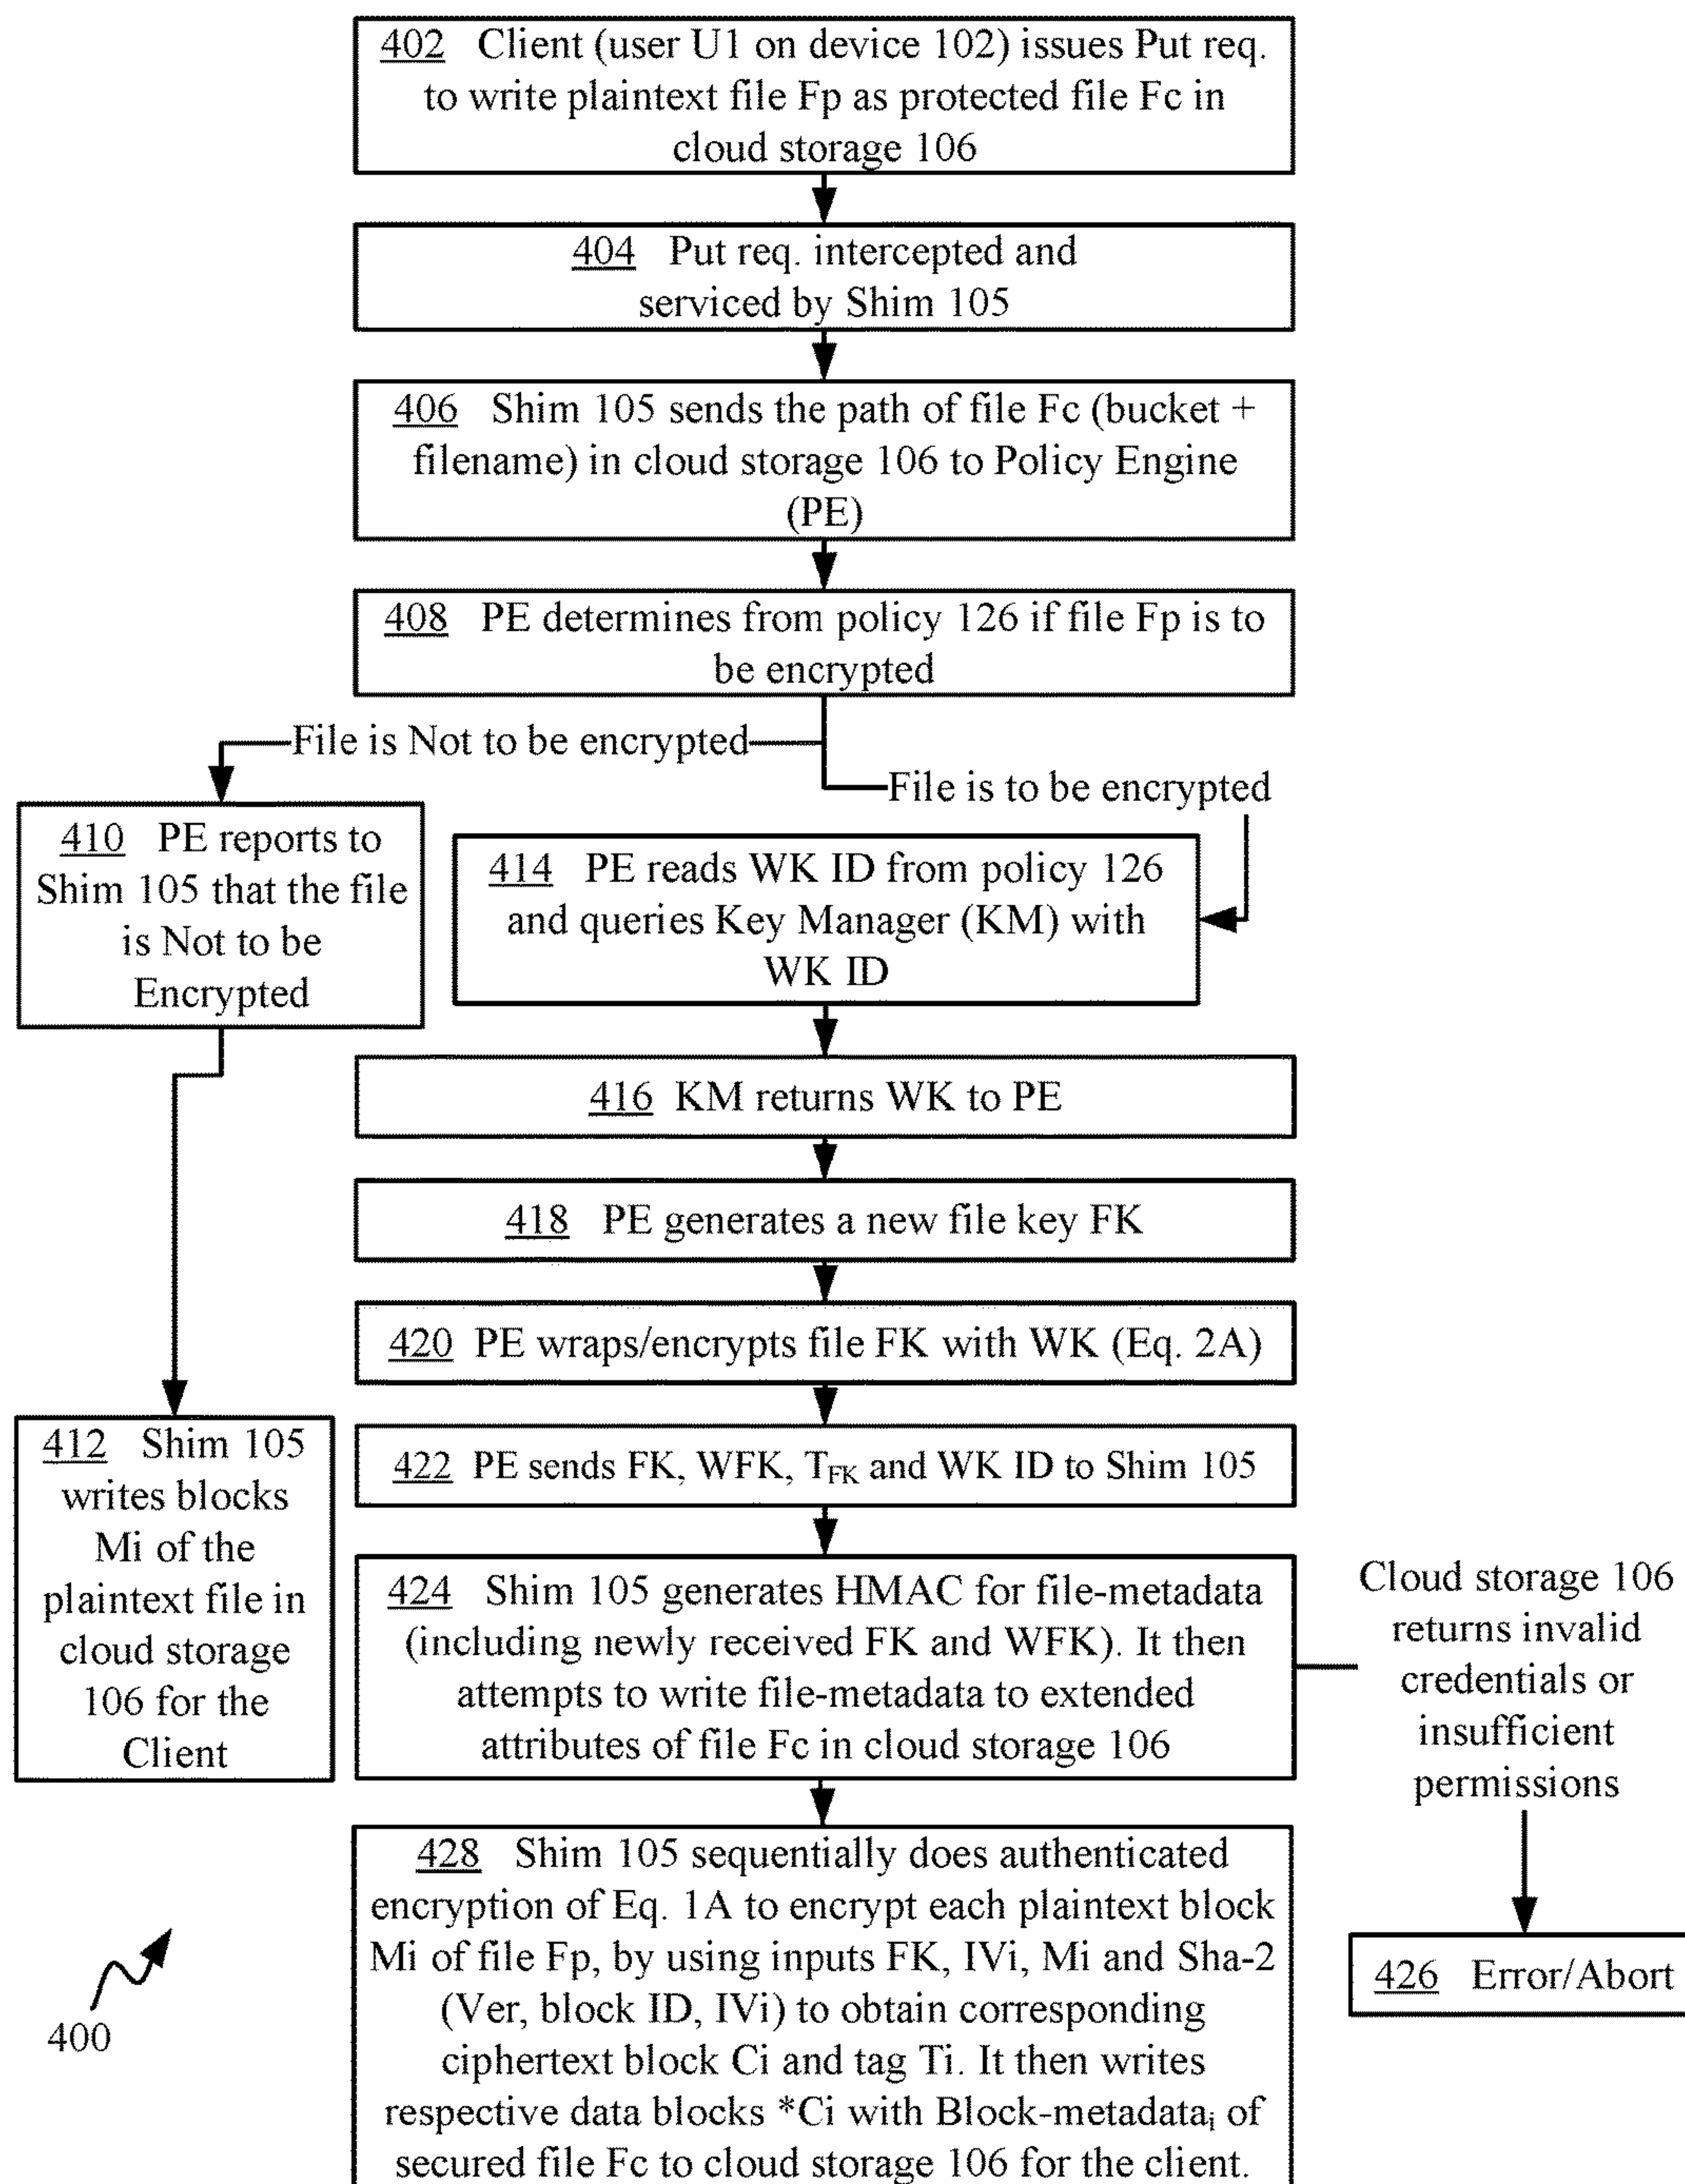 402 Client (user U1 on device 102) issues Put req.
to write plaintext file Fp as protected file Fc in
cloud storage 106
404 Put req. intercepted and
serviced by Shim 105
406 Shim 105 sends the path of file Fc (bucket +
filename) in cloud storage 106 to Policy Engine
(PE)
408 PE determines from policy 126 if file Fp is to
be encrypted
File is Not to be encrypted
File is to be encrypted
410 PE reports to
Shim 105 that the file
is Not to be
Encrypted
414 PE reads WK ID from policy 126
and queries Key Manager (KM) with
WK ID
416 KM returns WK to PE
418 PE generates a new file key FK
420 PE wraps/encrypts file FK with WK (Eq. 2A)
412 Shim 105
writes blocks
Mi of the
plaintext file in
cloud storage
106 for the
Client
422 PE sends FK, WFK, TFK and WK ID to Shim 105
424 Shim 105 generates HMAC for file-metadata
(including newly received FK and WFK). It then
attempts to write file-metadata to extended
attributes of file Fc in cloud storage 106
Cloud storage 106
returns invalid
credentials or
insufficient
permissions
426 Error/Abort
428 Shim 105 sequentially does authenticated
encryption of Eq. 1A to encrypt each plaintext block
Mi of file Fp, by using inputs FK, IVi, Mi and Sha-2
(Ver, block ID, IVi) to obtain corresponding
ciphertext block Ci and tag Ti. It then writes
respective data blocks *Ci with Block-metadatai of
secured file Fc to cloud storage 106 for the client.
400